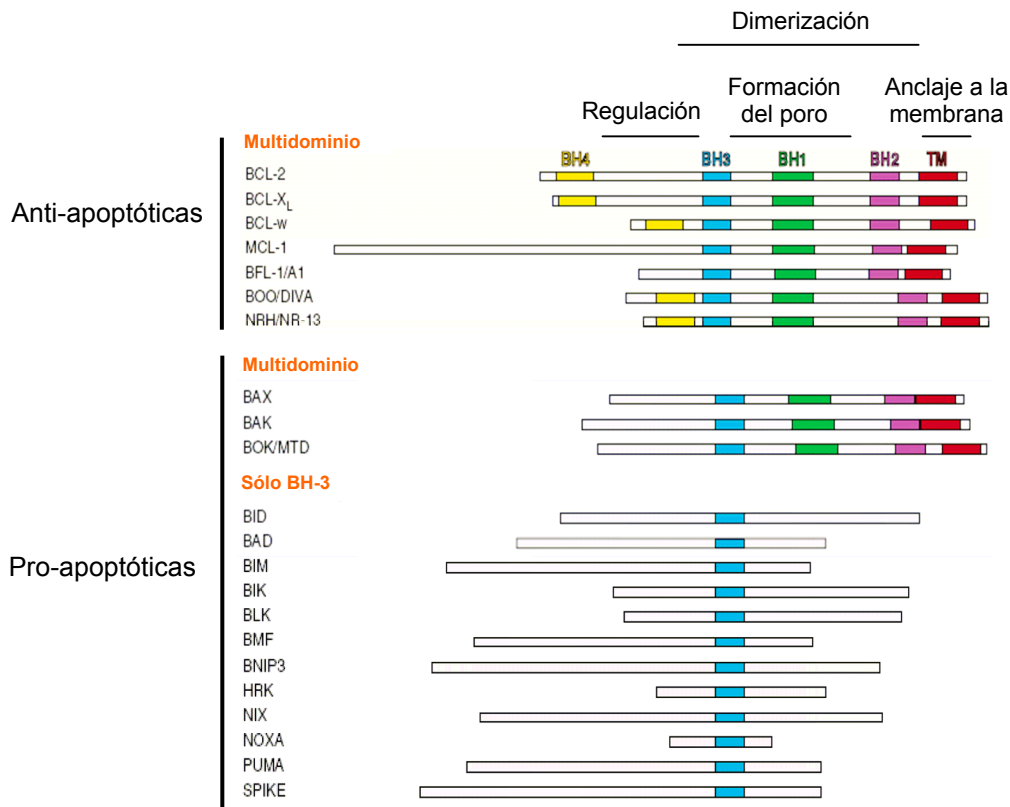 Dimerización
Regulación
Formación
del poro
Anclaje a la
membrana
Anti-apoptóticas
Multidominio
BH4 BH3 BH1 BH2 TM
BCL-2
BCL-XL
BCL-w
MCL-1
BFL-1/A1
BOO/DIVA
NRH/NR-13
Pro-apoptóticas
Multidominio
BAX
BAK
BOK/MTD
Sólo BH-3
BID
BAD
BIM
BIK
BLK
BMF
BNIP3
HRK
NIX
NOXA
PUMA
SPIKE